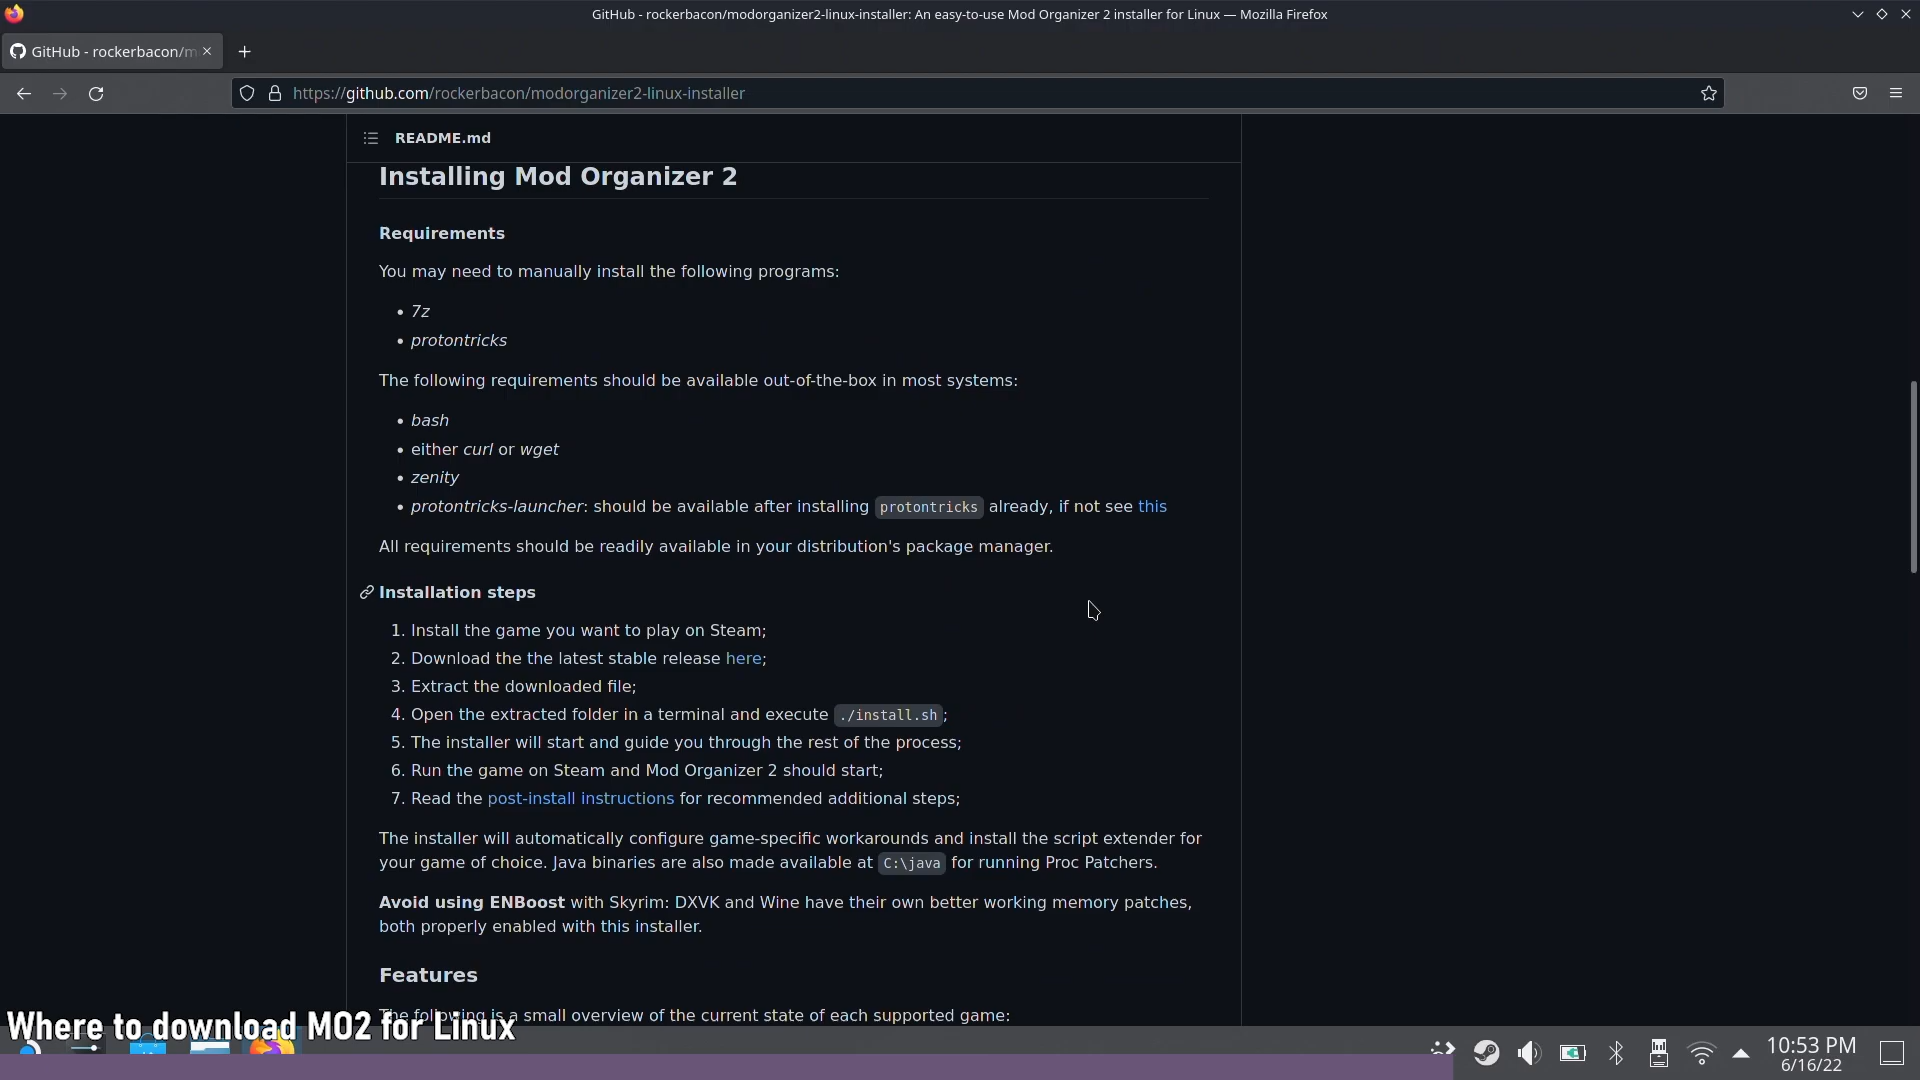 GitHub - rockerbacon/modorganizer2-linux-installer: An easy-to-use Mod Organizer 2 installer for Linux — Mozilla Firefox
GitHub - rockerbacon/m
https://github.com/rockerbacon/modorganizer2-linux-installer
README.md
Installing Mod Organizer 2
Requirements
You may need to manually install the following programs:
• 7z
• protontricks
The following requirements should be available out-of-the-box in most systems:
• bash
• either curl or wget
• zenity
• protontricks-launcher: should be available after installing protontricks already, if not see this
All requirements should be readily available in your distribution's package manager.
Installation steps
1. Install the game you want to play on Steam;
2. Download the the latest stable release here;
3. Extract the downloaded file;
4. Open the extracted folder in a terminal and execute ./install.sh;
5. The installer will start and guide you through the rest of the process;
6. Run the game on Steam and Mod Organizer 2 should start;
7. Read the post-install instructions for recommended additional steps;
The installer will automatically configure game-specific workarounds and install the script extender for
your game of choice. Java binaries are also made available at C:\java for running Proc Patchers.
Avoid using ENBoost with Skyrim: DXVK and Wine have their own better working memory patches,
both properly enabled with this installer.
Features
The following is a small overview of the current state of each supported game:
Where to download MO2 for Linux
10:53 PM
6/16/22